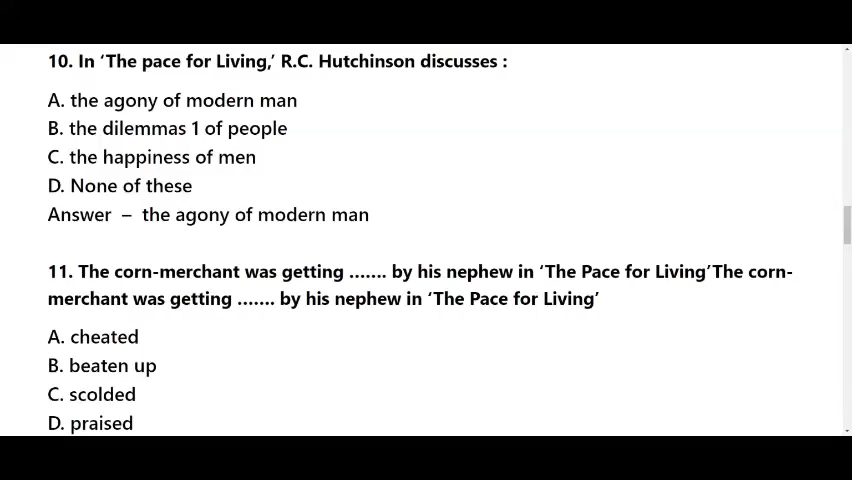 10. In ‘The pace for Living,’ R.C. Hutchinson discusses :
A. the agony of modern man
B. the dilemmas 1 of people
C. the happiness of men
D. None of these
Answer – the agony of modern man
11. The corn-merchant was getting ……. by his nephew in ‘The Pace for Living’The corn-
merchant was getting ……. by his nephew in ‘The Pace for Living’
A. cheated
B. beaten up
C. scolded
D. praised